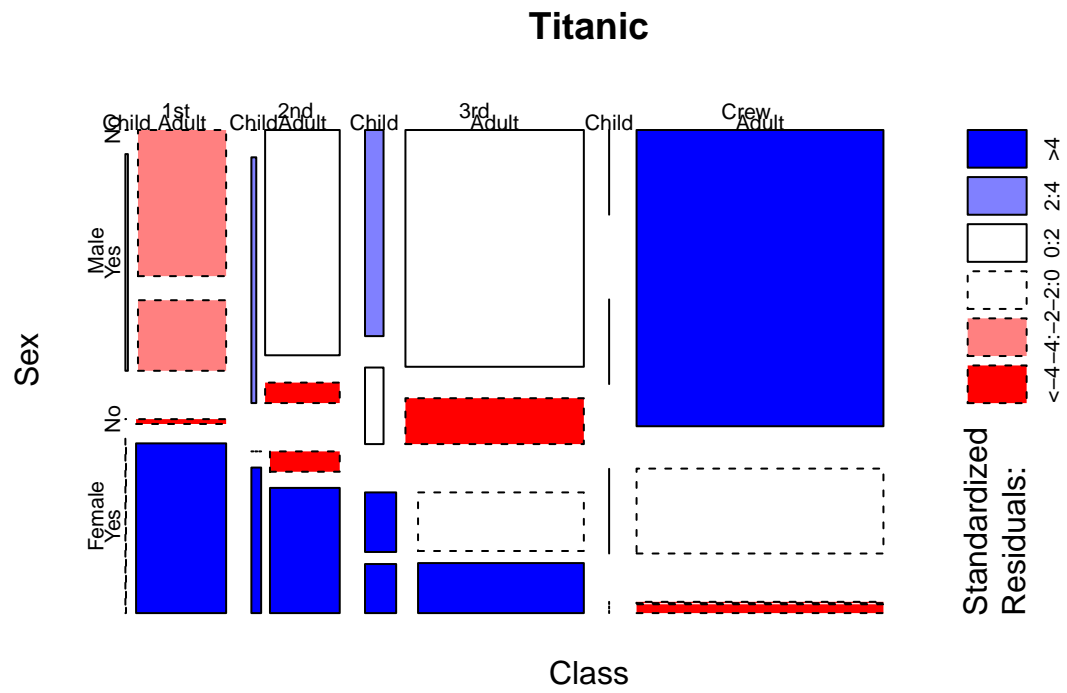 Titanic
1st 2nd 3rd Crew
Child Adult Child Adult Child Adult Child Adult
Sex
Male
Female
No
Yes
No
Yes
Class
Standardized
Residuals:
<−4
−4:−2
−2:0
0:2
2:4
>4